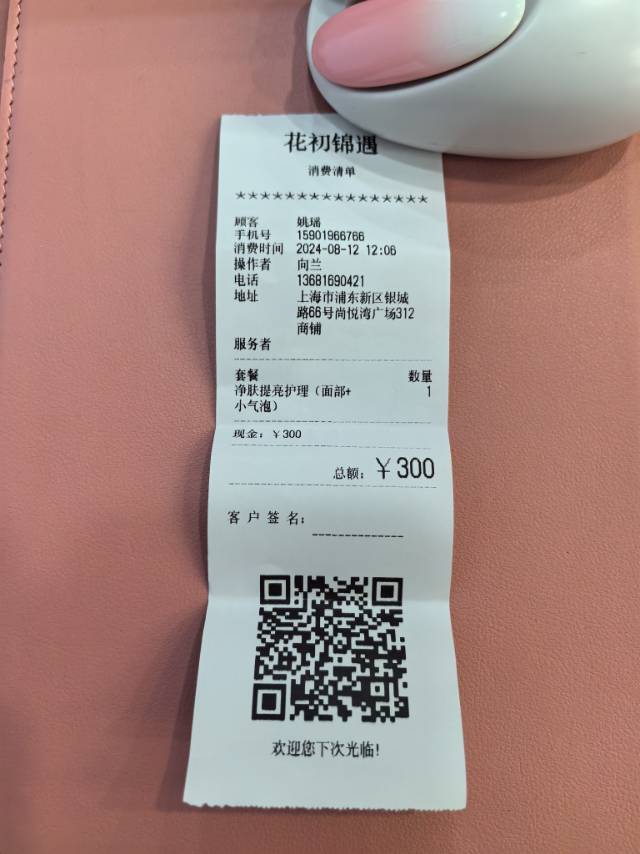 花初锦遇
消费清单
****************
顾客 姚瑶
手机号 15901966766
消费时间 2024-08-12 12:06
操作者 向兰
电话 13681690421
地址 上海市浦东新区银城
路66号尚悦湾广场312
商铺
服务者
套餐 数量
净肤提亮护理（面部+ 1
小气泡）
现金：￥300
总额：￥300
客户签名：
欢迎您下次光临!